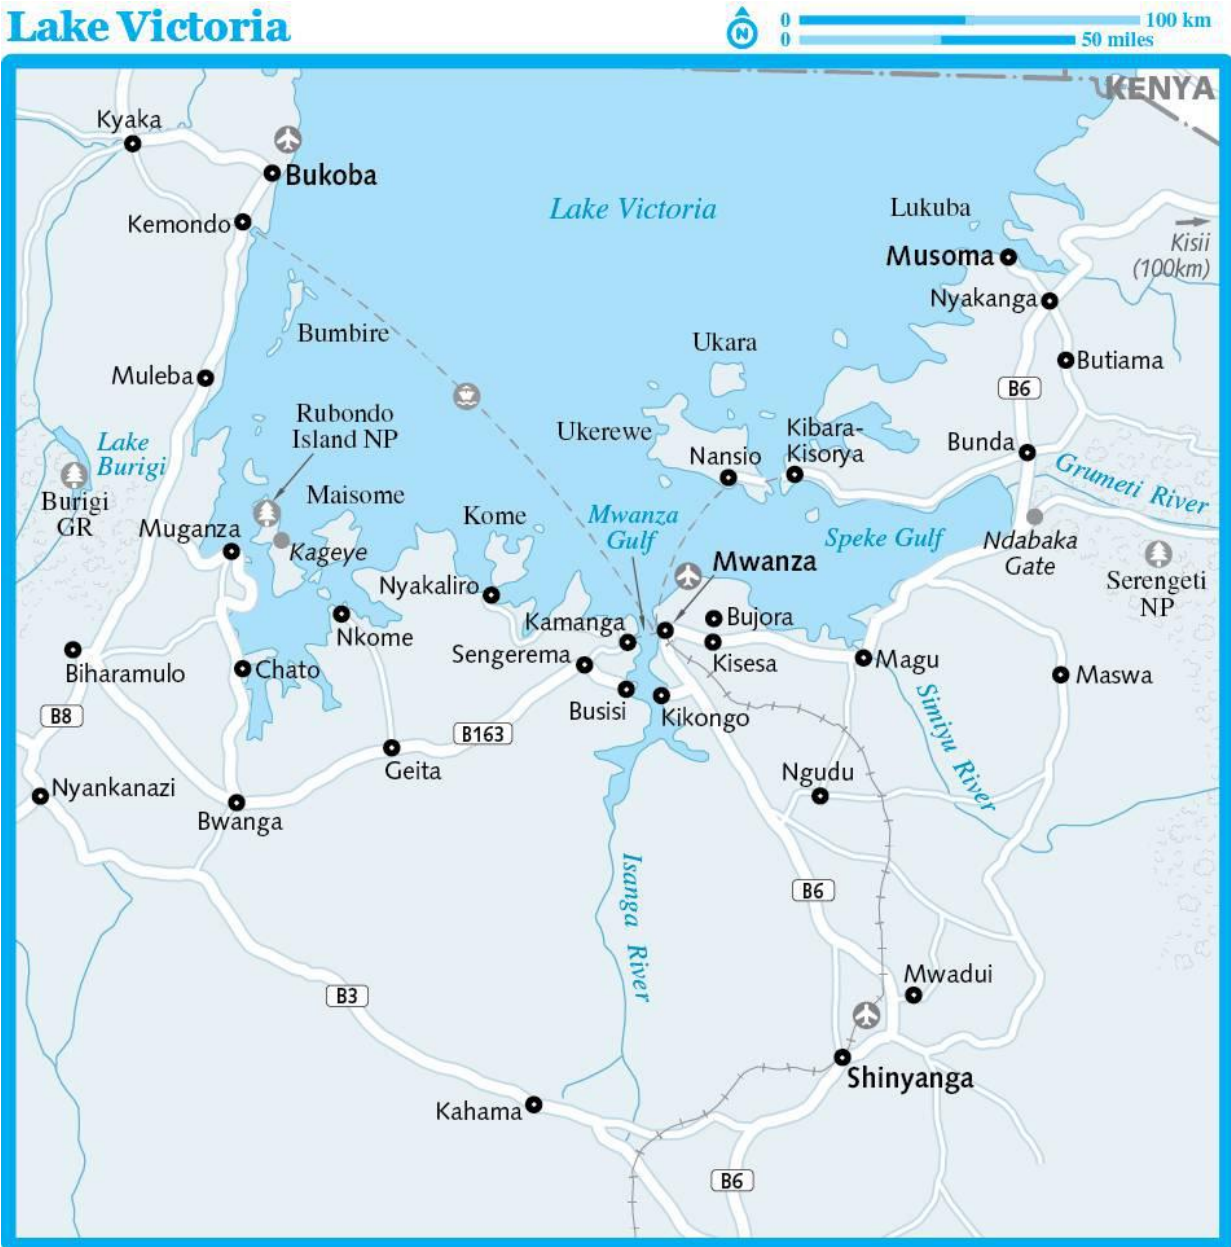 Lake Victoria
N
0
100 km
0
50 miles
KENYA
Kyaka
Bukoba
Kemondo
Lake Victoria
Lukuba
Musoma
Kisii
(100km)
Nyakanga
Bumbire
Ukara
Butiama
Muleba
B6
Rubondo
Island NP
Ukerewe
Kibara-
Kisorya
Bunda
Lake
Burigi
Nansio
Grumeti River
Burigi
GR
Maisome
Kome
Mwanza
Gulf
Speke Gulf
Muganza
Kageye
Ndabaka
Gate
Mwanza
Serengeti
NP
Nyakaliro
Nkome
Kamanga
Bujora
Sengerema
Kisesa
Magu
Biharamulo
Chato
Maswa
Busisi
Kikongo
B8
B163
Simiyu River
Geita
Ngudu
Nyankanazi
Bwanga
Isanga River
B6
Mwadui
B3
Shinyanga
Kahama
B6